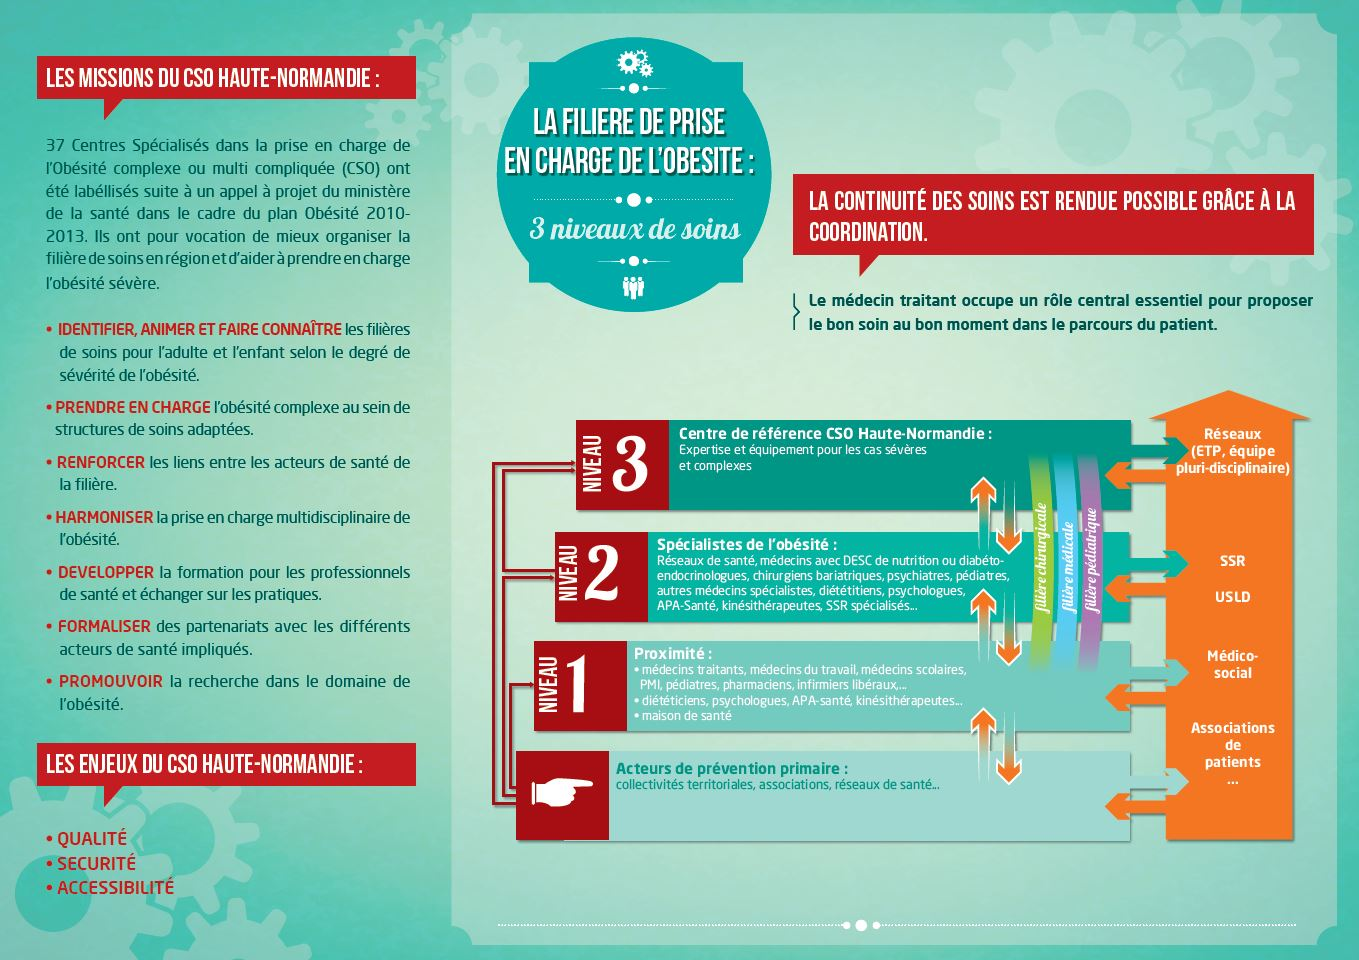 LES MISSIONS DU CSO HAUTE-NORMANDIE :
37 Centres Spécialisés dans la prise en charge de
l'Obésité complexe ou multi compliquée (CSO) ont
été labéllisés suite à un appel à projet du ministère
de la santé dans le cadre du plan Obésité 2010-
2013. Ils ont pour vocation de mieux organiser la
filière de soins en région et d'aider à prendre en charge
l'obésité sévère.
• IDENTIFIER, ANIMER ET FAIRE CONNAÎTRE les filières
de soins pour l'adulte et l'enfant selon le degré de
sévérité de l'obésité.
• PRENDRE EN CHARGE l'obésité complexe au sein de
structures de soins adaptées.
• RENFORCER les liens entre les acteurs de santé de
la filière.
• HARMONISER la prise en charge multidisciplinaire de
l'obésité.
• DEVELOPPER la formation pour les professionnels
de santé et échanger sur les pratiques.
• FORMALISER des partenariats avec les différents
acteurs de santé impliqués.
• PROMOUVOIR la recherche dans le domaine de
l'obésité.
LES ENJEUX DU CSO HAUTE-NORMANDIE :
• QUALITÉ
• SECURITÉ
• ACCESSIBILITÉ
LA FILIERE DE PRISE
EN CHARGE DE L'OBESITE :
3 niveaux de soins
LA CONTINUITÉ DES SOINS EST RENDUE POSSIBLE GRÂCE À LA
COORDINATION.
Le médecin traitant occupe un rôle central essentiel pour proposer
le bon soin au bon moment dans le parcours du patient.
NIVEAU 3
Centre de référence CSO Haute-Normandie :
Expertise et équipement pour les cas sévères
et complexes
NIVEAU 2
Spécialistes de l'obésité :
Réseaux de santé, médecins avec DESC de nutrition ou diabéto-
endocrinologues, chirurgiens bariatriques, psychiatres, pédiatres,
autres médecins spécialistes, diététitiens, psychologues,
APA-Santé, kinésithérapeutes, SSR spécialisés...
NIVEAU 1
Proximité :
• médecins traitants, médecins du travail, médecins scolaires,
PMI, pédiatres, pharmaciens, infirmiers libéraux,...
• diététiciens, psychologues, APA-santé, kinésithérapeutes...
• maison de santé
Acteurs de prévention primaire :
collectivités territoriales, associations, réseaux de santé...
filière chirurgicale
filière médicale
filière pédiatrique
Réseaux
(ETP, équipe
pluri-disciplinaire)
SSR
USLD
Médico-
social
Associations
de
patients
...